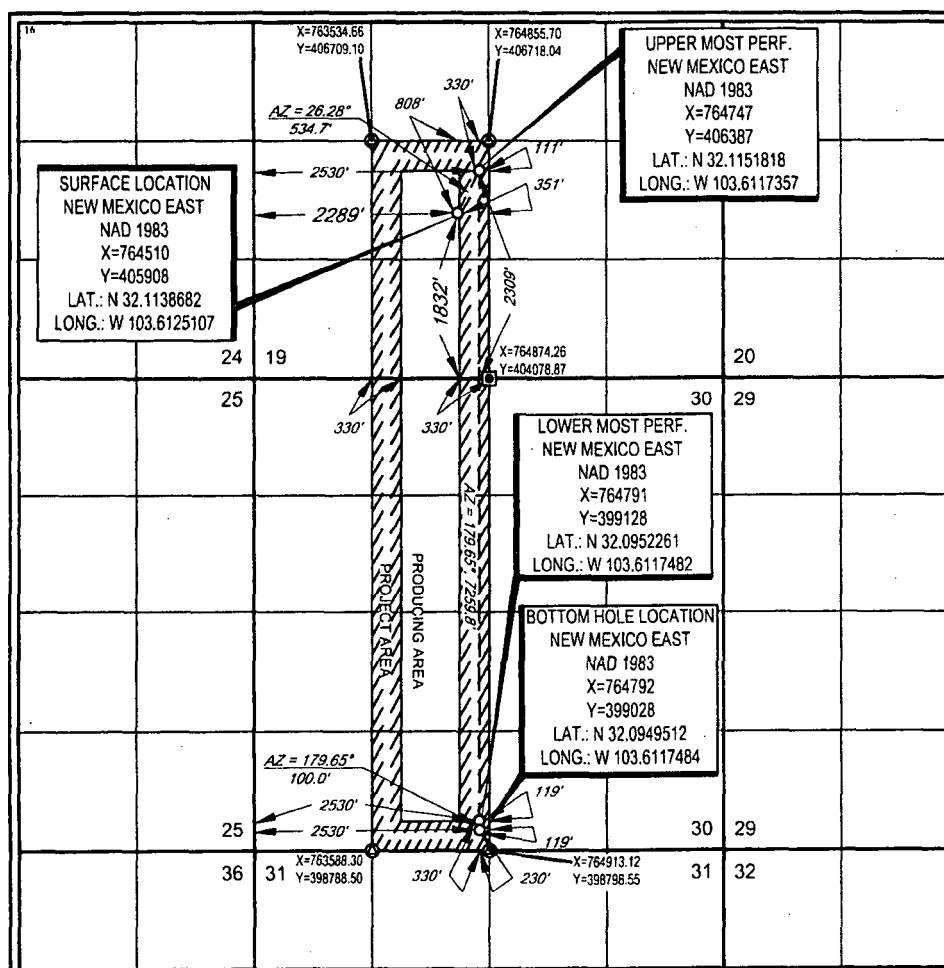 16
X=763534.66
Y=406709.10
X=764855.70
Y=406718.04
UPPER MOST PERF.
NEW MEXICO EAST
NAD 1983
X=764747
Y=406387
LAT.: N 32.1151818
LONG.: W 103.6117357
330'
808'
AZ = 26.28°
534.7'
111'
2530'
351'
SURFACE LOCATION
NEW MEXICO EAST
NAD 1983
X=764510
Y=405908
LAT.: N 32.1138682
LONG.: W 103.6125107
2289'
1832'
2309'
X=764874.26
Y=404078.87
24 19
20
25
30 29
330'
330'
LOWER MOST PERF.
NEW MEXICO EAST
NAD 1983
X=764791
Y=399128
LAT.: N 32.0952261
LONG.: W 103.6117482
AZ = 179.65°, 7259.8'
PRODUCING AREA
PROJECT AREA
BOTTOM HOLE LOCATION
NEW MEXICO EAST
NAD 1983
X=764792
Y=399028
LAT.: N 32.0949512
LONG.: W 103.6117484
AZ = 179.65°
100.0'
119'
2530'
25
2530'
30 29
119'
36 31
X=763588.30
Y=398788.50
330'
230'
X=764913.12
Y=398798.55
31 32